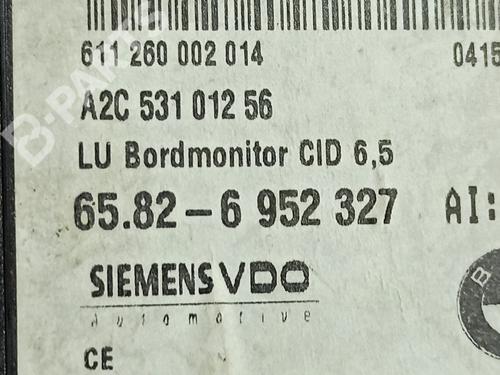 611 260 002 014 0415
A2C 531 012 56
LU Bordmonitor CID 6,5
65.82-6 952 327 AI:
SIEMENS VDO
Automotive
CE
B
B-PARTS